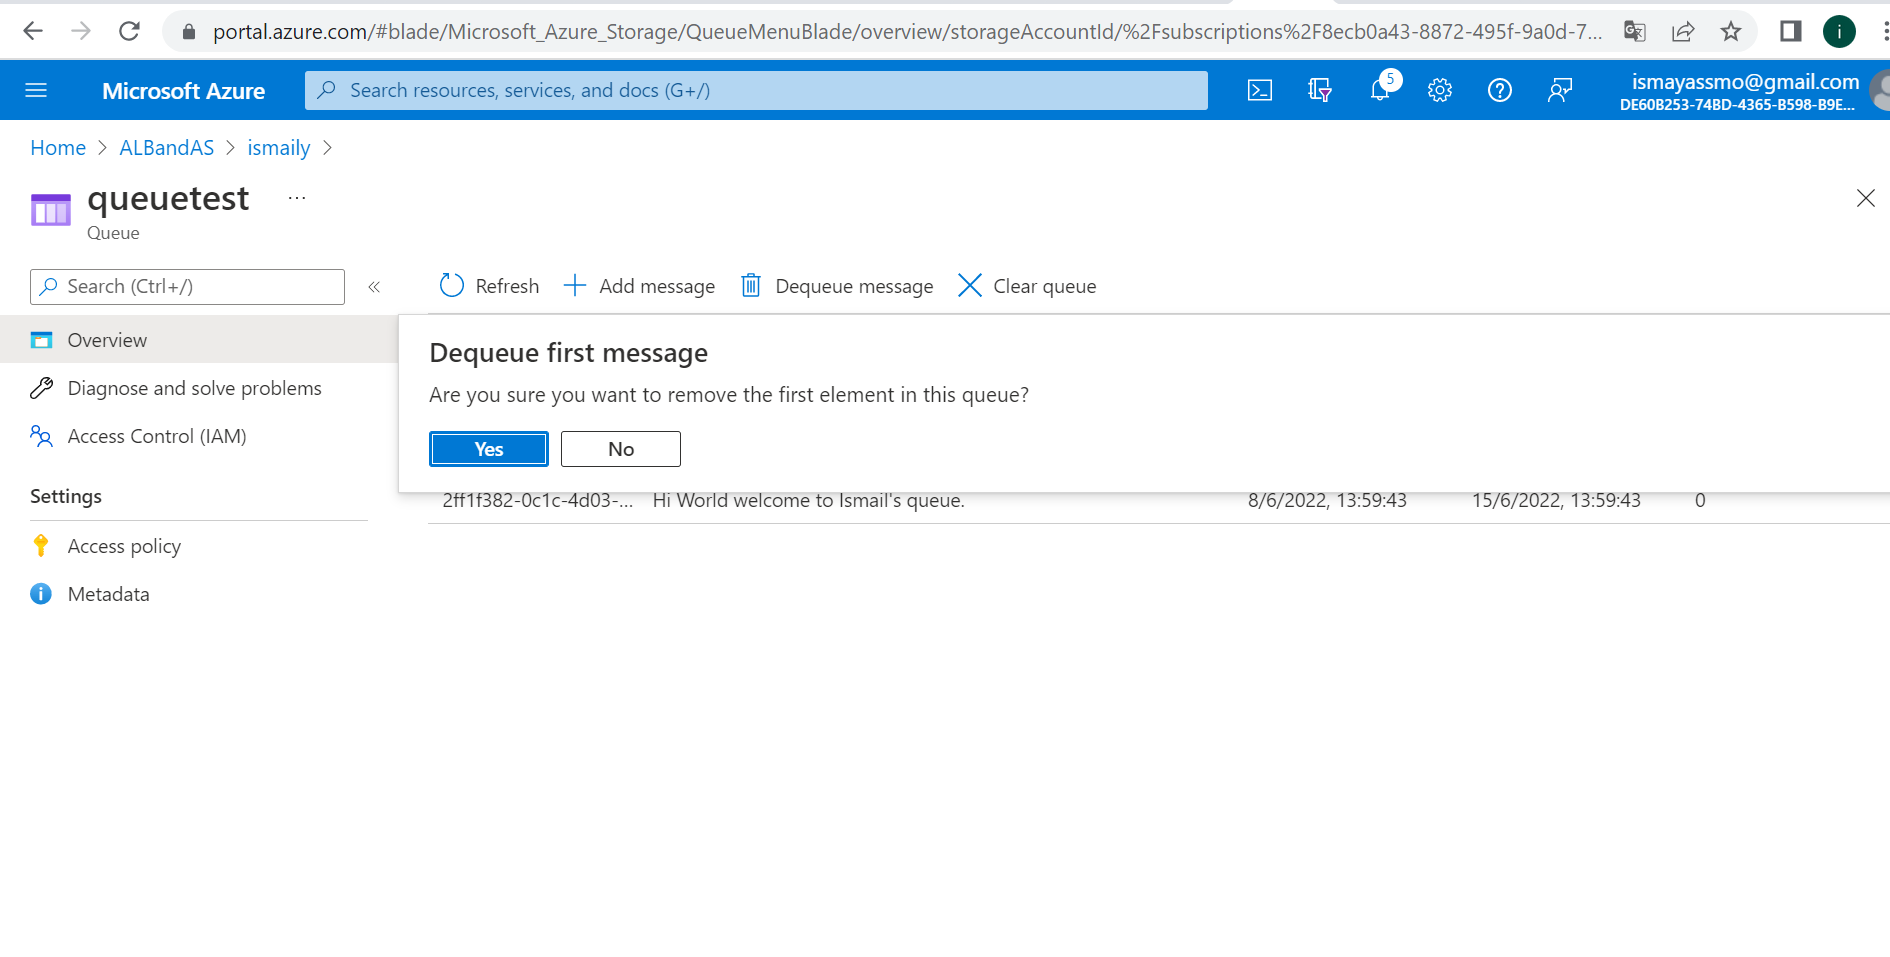 portal.azure.com/#blade/Microsoft_Azure_Storage/QueueMenuBlade/overview/storageAccountId/%2Fsubscriptions%2F8ecb0a43-8872-495f-9a0d-7...
i
Microsoft Azure
Search resources, services, and docs (G+/)
5
ismayassmo@gmail.com
DE60B253-74BD-4365-B598-B9E...
Home > ALBandAS > ismaily >
queuetest ...
Queue
Search (Ctrl+/)
«
Refresh
Add message
Dequeue message
Clear queue
Overview
Diagnose and solve problems
Access Control (IAM)
Settings
Access policy
Metadata
Dequeue first message
Are you sure you want to remove the first element in this queue?
Yes
No
2ff1f382-0c1c-4d03-... Hi World welcome to Ismail's queue. 8/6/2022, 13:59:43 15/6/2022, 13:59:43 0